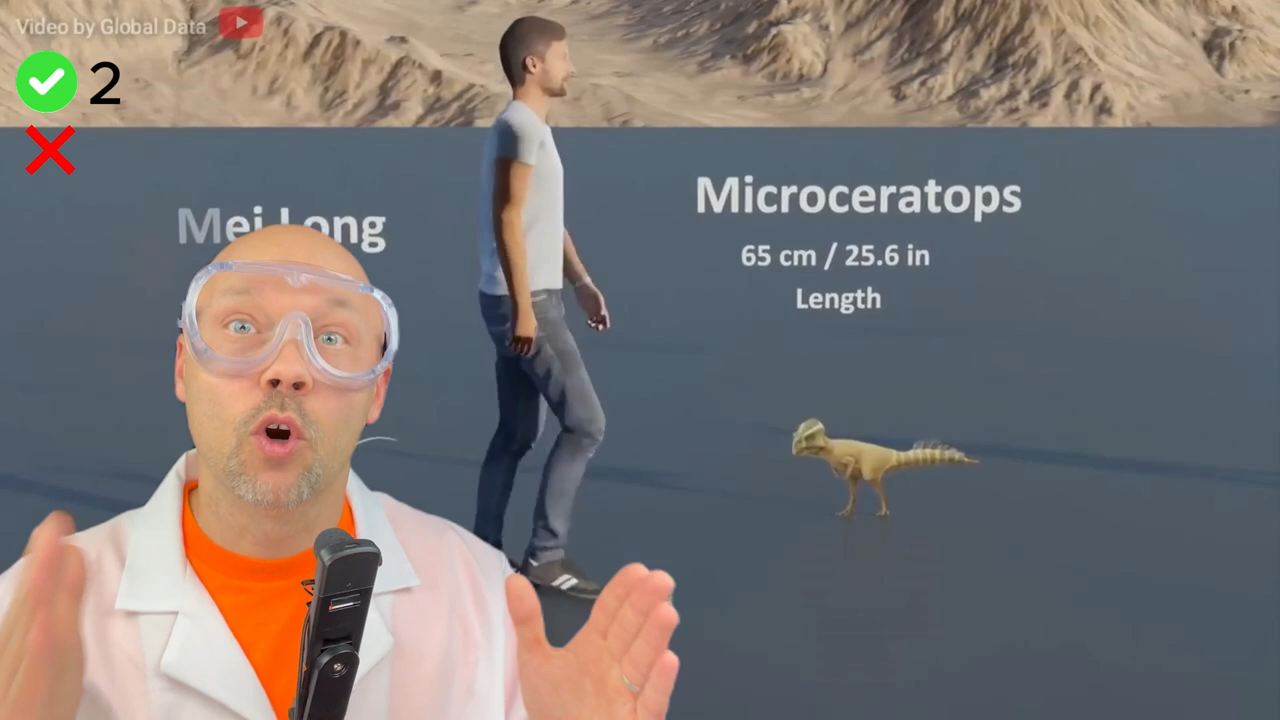 Video by Global Data
2
Mei Long
Microceratops
65 cm / 25.6 in
Length